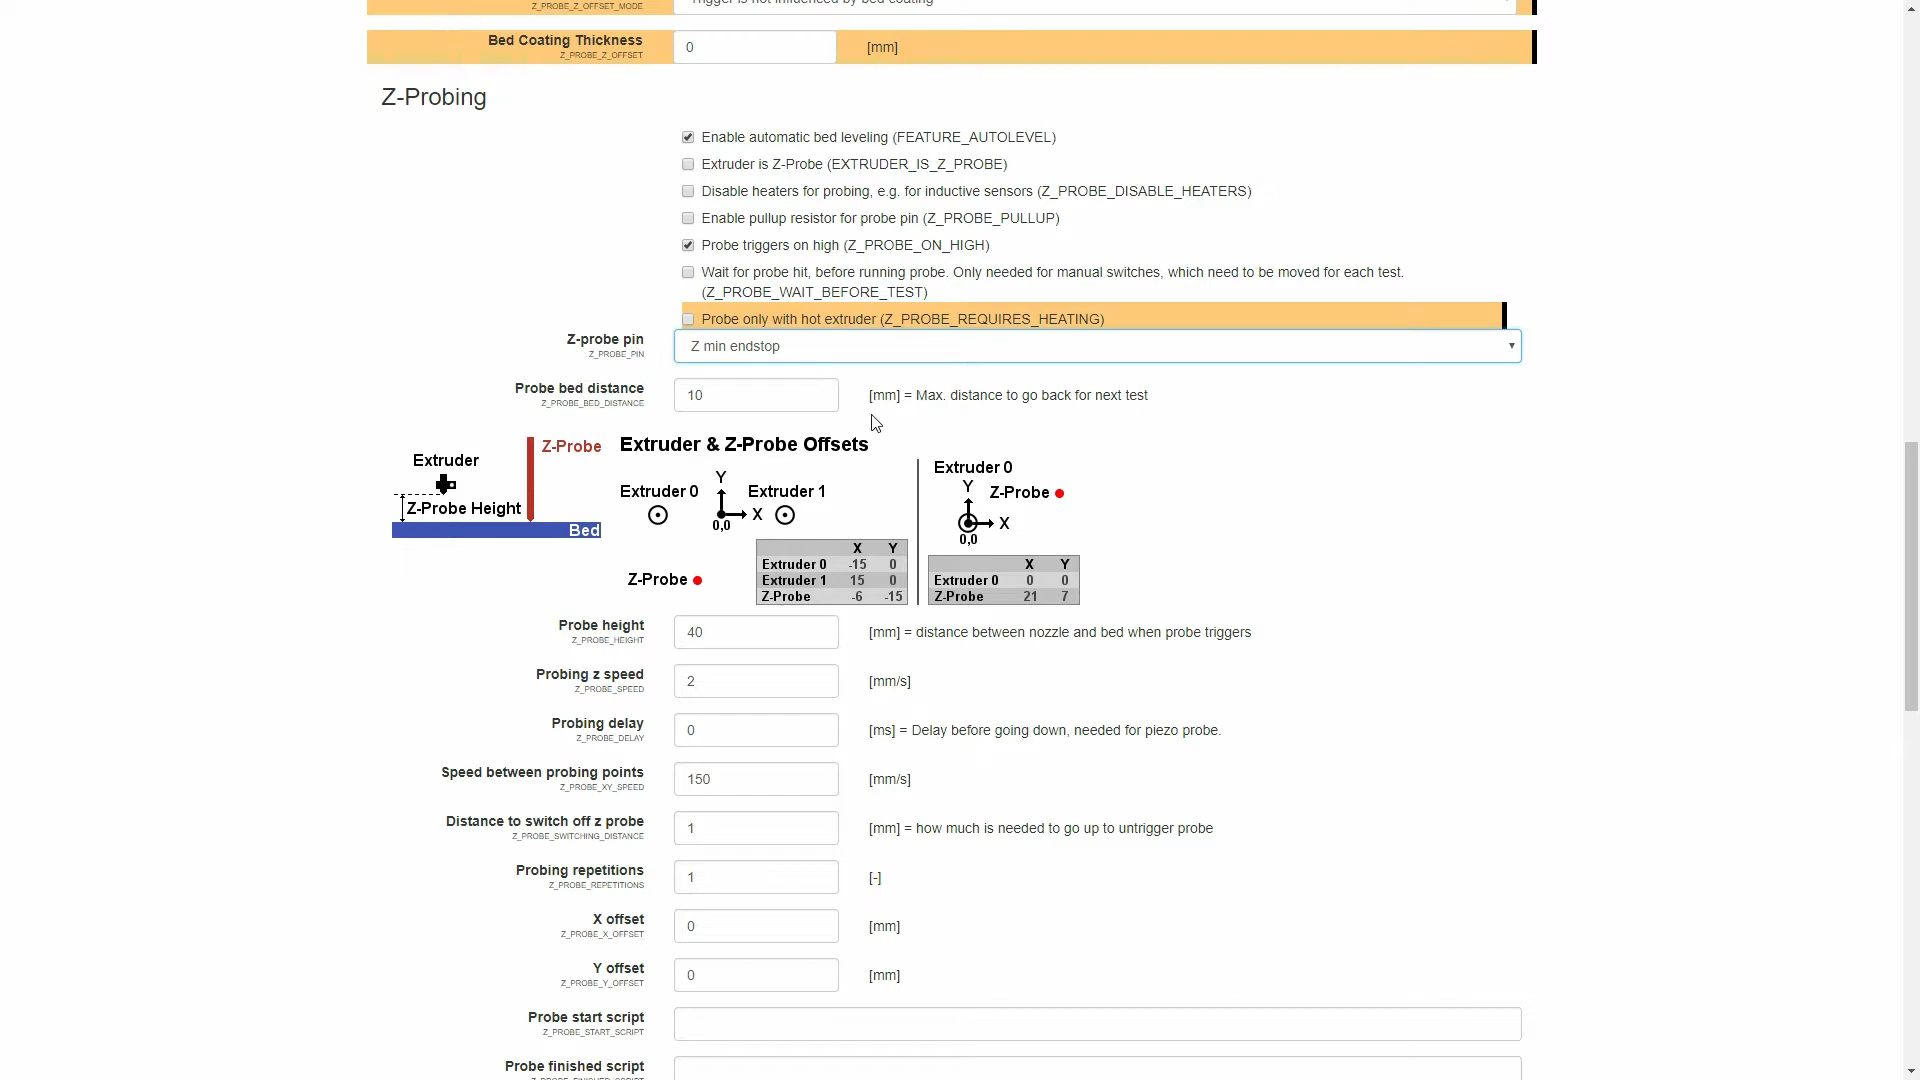 Z_PROBE_Z_OFFSET_MODE
Trigger is not influenced by bed coating
Bed Coating Thickness
Z_PROBE_Z_OFFSET
0
[mm]
Z-Probing
Enable automatic bed leveling (FEATURE_AUTOLEVEL)
Extruder is Z-Probe (EXTRUDER_IS_Z_PROBE)
Disable heaters for probing, e.g. for inductive sensors (Z_PROBE_DISABLE_HEATERS)
Enable pullup resistor for probe pin (Z_PROBE_PULLUP)
Probe triggers on high (Z_PROBE_ON_HIGH)
Wait for probe hit, before running probe. Only needed for manual switches, which need to be moved for each test.
(Z_PROBE_WAIT_BEFORE_TEST)
Probe only with hot extruder (Z_PROBE_REQUIRES_HEATING)
Z-probe pin
Z_PROBE_PIN
Z min endstop
Probe bed distance
Z_PROBE_BED_DISTANCE
10
[mm] = Max. distance to go back for next test
Extruder
Z-Probe
Z-Probe Height
Bed
Extruder & Z-Probe Offsets
Extruder 0
Y
X
0,0
Extruder 1
Z-Probe
X Y
Extruder 0 -15 0
Extruder 1 15 0
Z-Probe -6 -15
Extruder 0
Y
Z-Probe
X
0,0
X Y
Extruder 0 0 0
Z-Probe 21 7
Probe height
Z_PROBE_HEIGHT
40
[mm] = distance between nozzle and bed when probe triggers
Probing z speed
Z_PROBE_SPEED
2
[mm/s]
Probing delay
Z_PROBE_DELAY
0
[ms] = Delay before going down, needed for piezo probe.
Speed between probing points
Z_PROBE_XY_SPEED
150
[mm/s]
Distance to switch off z probe
Z_PROBE_SWITCHING_DISTANCE
1
[mm] = how much is needed to go up to untrigger probe
Probing repetitions
Z_PROBE_REPETITIONS
1
[-]
X offset
Z_PROBE_X_OFFSET
0
[mm]
Y offset
Z_PROBE_Y_OFFSET
0
[mm]
Probe start script
Z_PROBE_START_SCRIPT
Probe finished script
Z_PROBE_FINISHED_SCRIPT